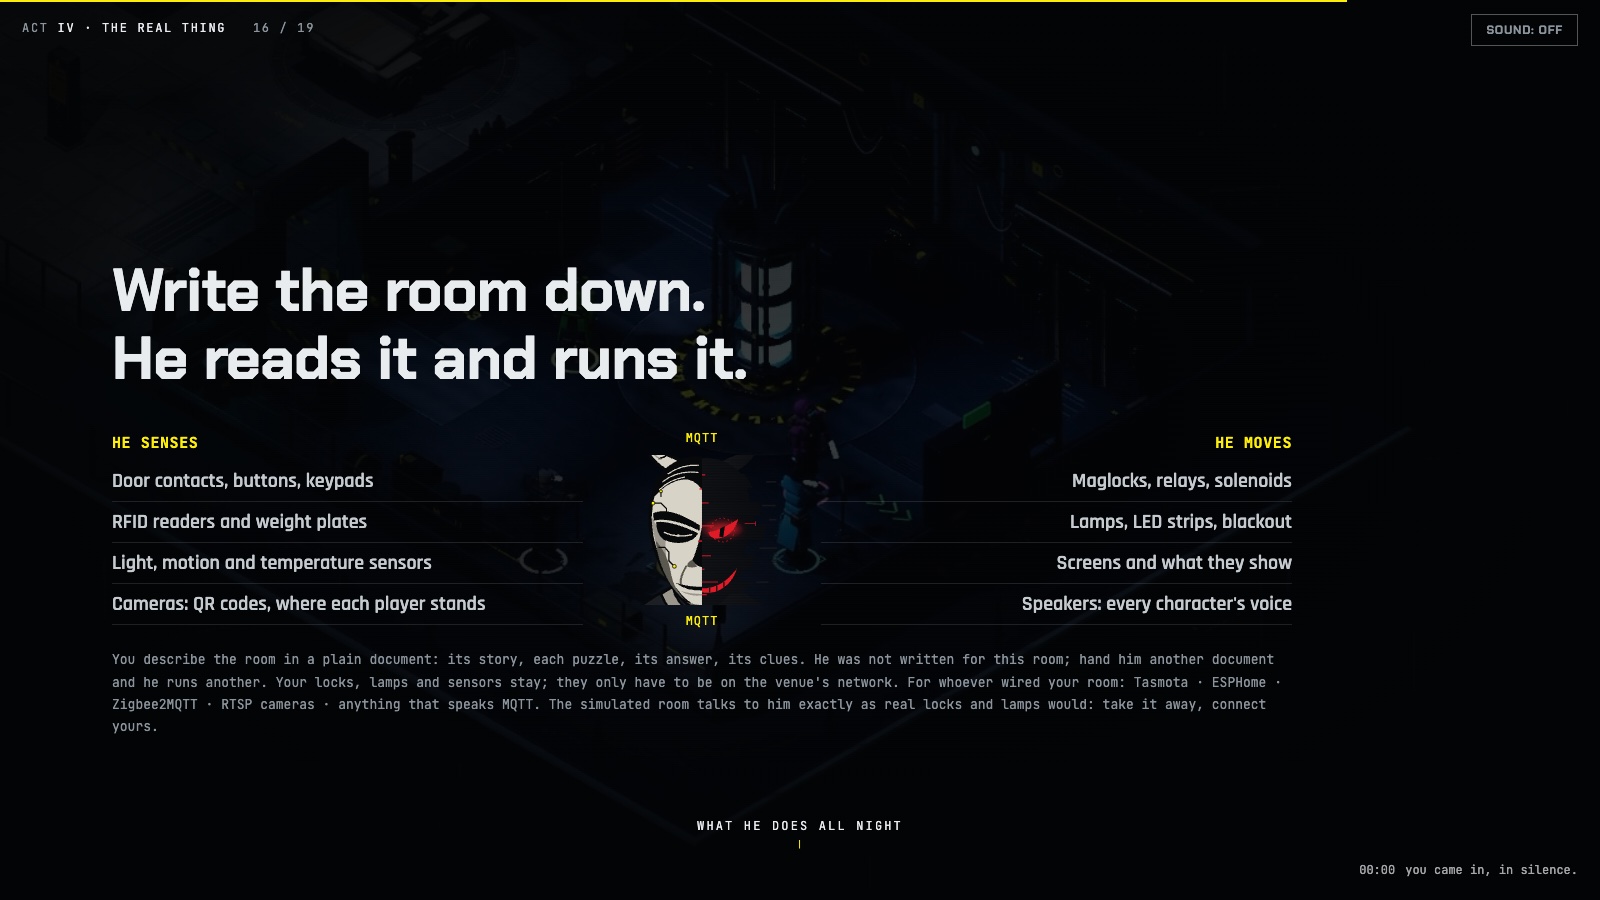 ACT IV · THE REAL THING 16 / 19
SOUND: OFF
Write the room down.
He reads it and runs it.
HE SENSES
Door contacts, buttons, keypads
RFID readers and weight plates
Light, motion and temperature sensors
Cameras: QR codes, where each player stands
MQTT
MQTT
HE MOVES
Maglocks, relays, solenoids
Lamps, LED strips, blackout
Screens and what they show
Speakers: every character's voice
You describe the room in a plain document: its story, each puzzle, its answer, its clues. He was not written for this room; hand him another document
and he runs another. Your locks, lamps and sensors stay; they only have to be on the venue's network. For whoever wired your room: Tasmota · ESPHome ·
Zigbee2MQTT · RTSP cameras · anything that speaks MQTT. The simulated room talks to him exactly as real locks and lamps would: take it away, connect
yours.
WHAT HE DOES ALL NIGHT
00:00 you came in, in silence.